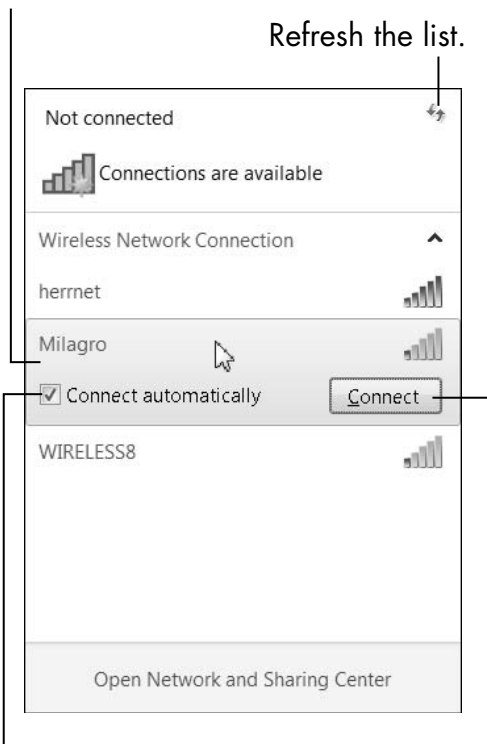 Refresh the list.
Not connected
Connections are available
Wireless Network Connection
herrnet
Milagro
Connect automatically
Connect
WIRELESS8
Open Network and Sharing Center